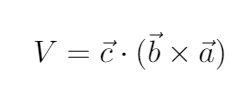 V = c⃗ · (b⃗ × a⃗)